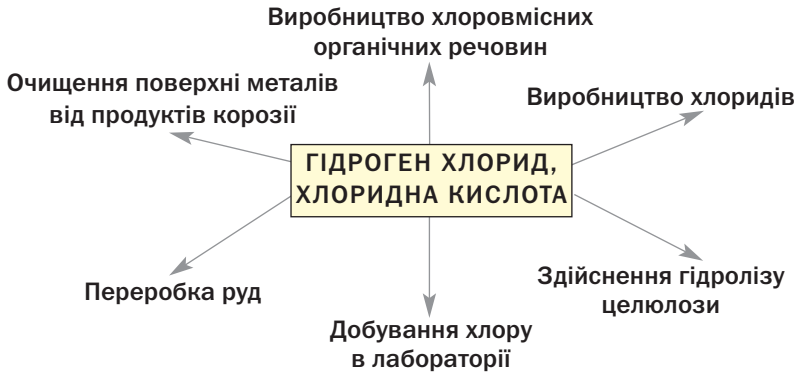 Виробництво хлоровмісних
органічних речовин
Очищення поверхні металів
від продуктів корозії
Виробництво хлоридів
ГІДРОГЕН ХЛОРИД,
ХЛОРИДНА КИСЛОТА
Переробка руд
Здійснення гідролізу
целюлози
Добування хлору
в лабораторії